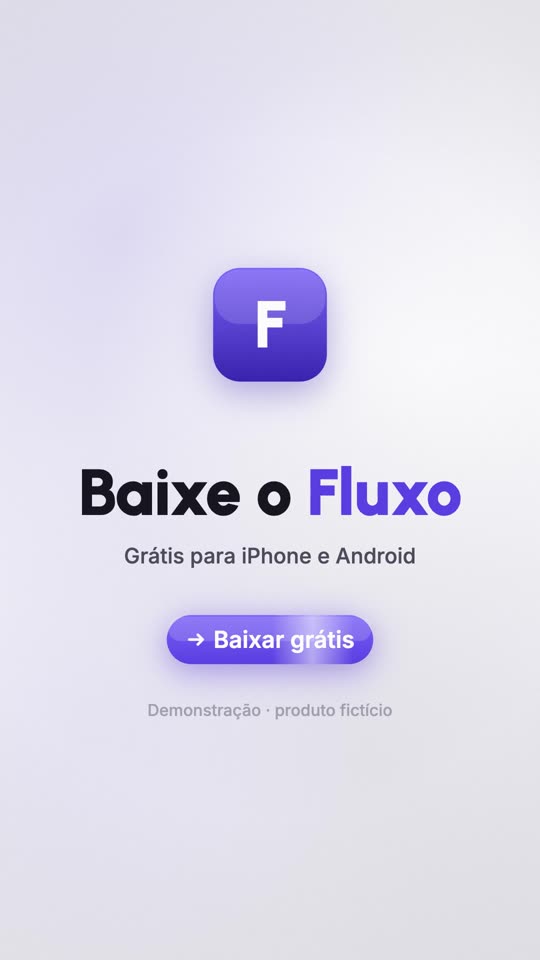 F
Baixe o Fluxo
Grátis para iPhone e Android
→ Baixar grátis
Demonstração · produto fictício